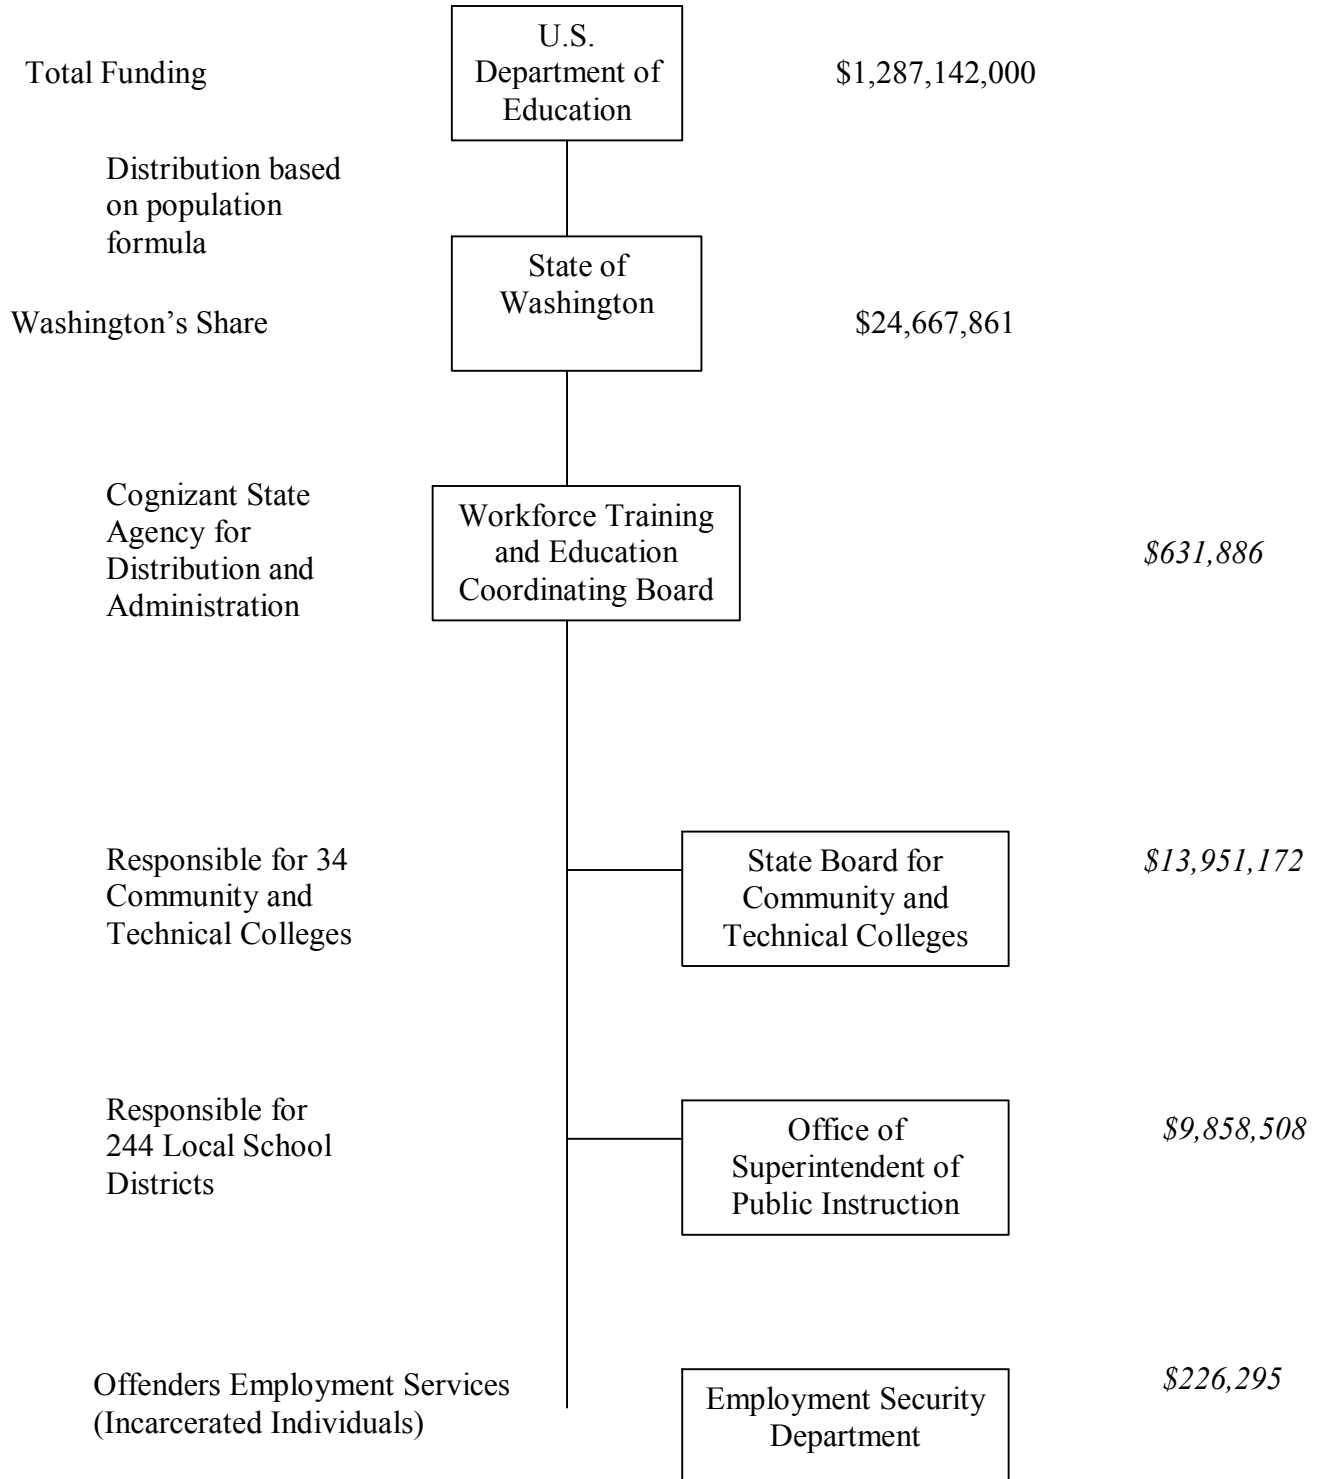 U.S.
Department of
Education
Total Funding
$1,287,142,000
Distribution based
on population
formula
State of
Washington
Washington’s Share
$24,667,861
Cognizant State
Agency for
Distribution and
Administration
Workforce Training
and Education
Coordinating Board
$631,886
Responsible for 34
Community and
Technical Colleges
State Board for
Community and
Technical Colleges
$13,951,172
Responsible for
244 Local School
Districts
Office of
Superintendent of
Public Instruction
$9,858,508
Offenders Employment Services
(Incarcerated Individuals)
Employment Security
Department
$226,295